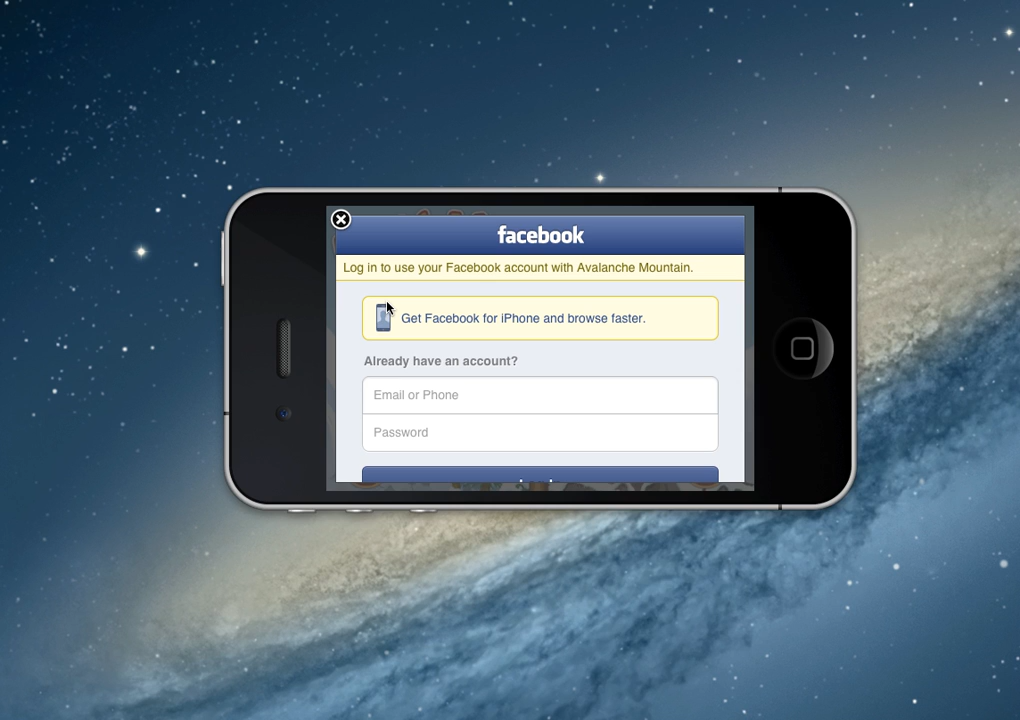 facebook
Log in to use your Facebook account with Avalanche Mountain.
Get Facebook for iPhone and browse faster.
Already have an account?
Email or Phone
Password